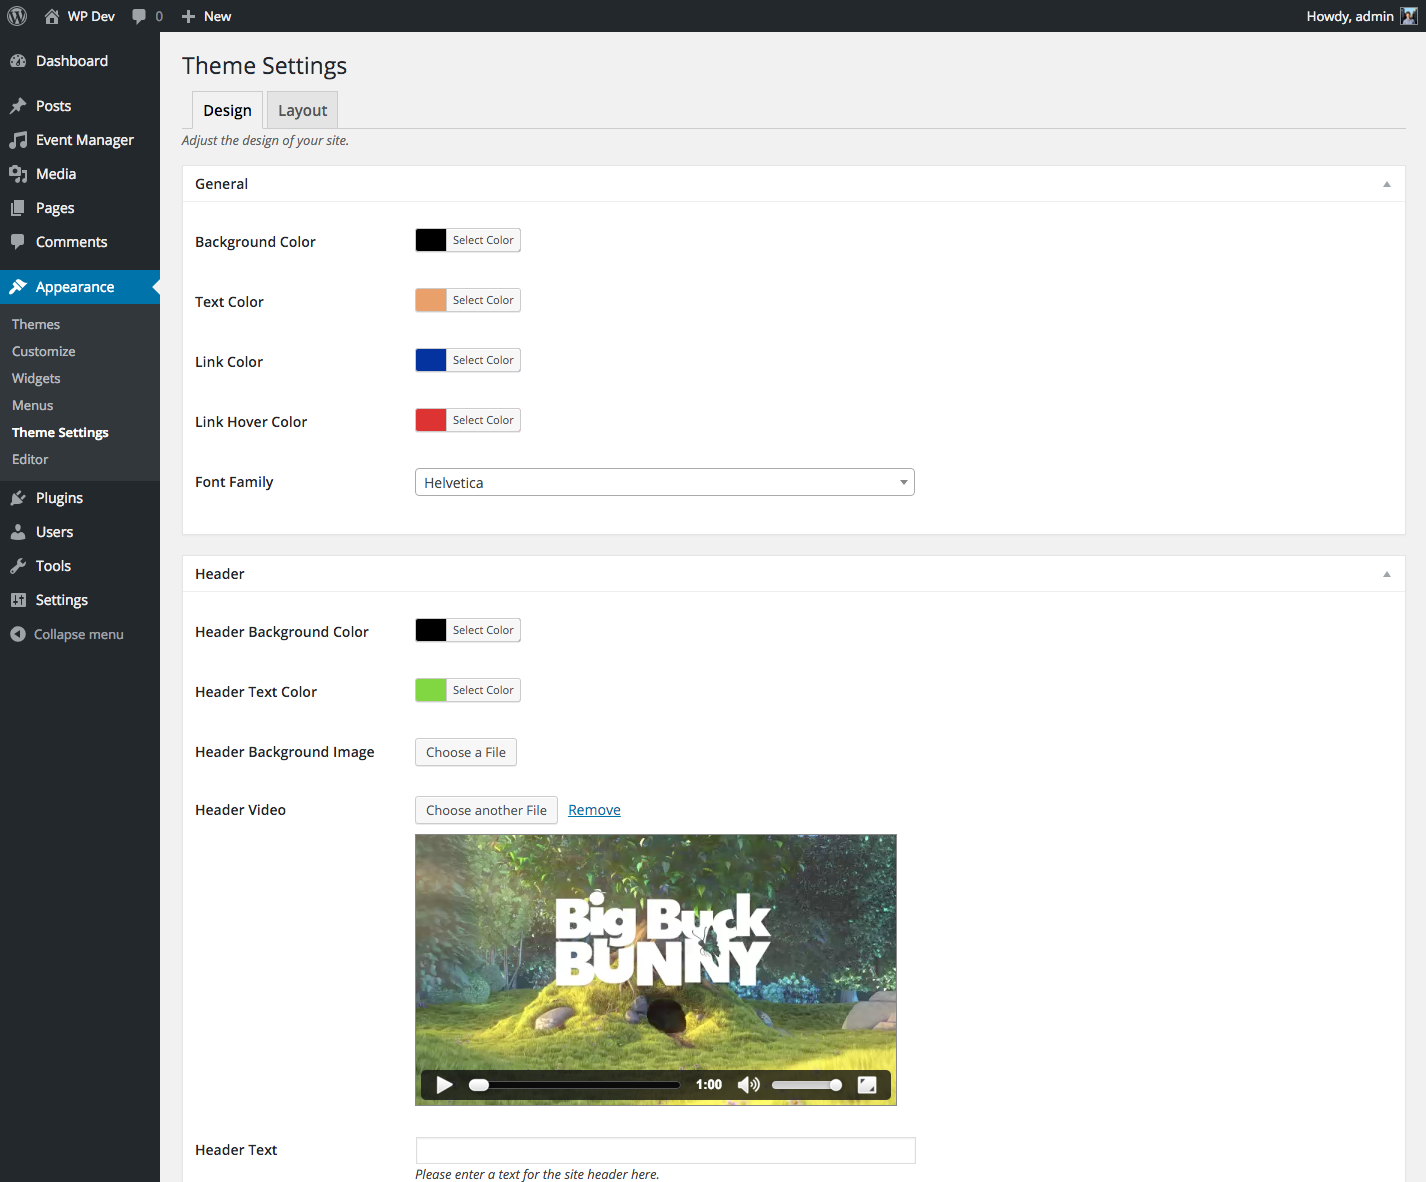 WP Dev 0 New Howdy, admin
Dashboard
Posts
Event Manager
Media
Pages
Comments
Appearance
Themes
Customize
Widgets
Menus
Theme Settings
Editor
Plugins
Users
Tools
Settings
Collapse menu
Theme Settings
Design Layout
Adjust the design of your site.
General
Background Color Select Color
Text Color Select Color
Link Color Select Color
Link Hover Color Select Color
Font Family Helvetica
Header
Header Background Color Select Color
Header Text Color Select Color
Header Background Image Choose a File
Header Video Choose another File Remove
Big Buck
BUNNY
1:00
Header Text
Please enter a text for the site header here.